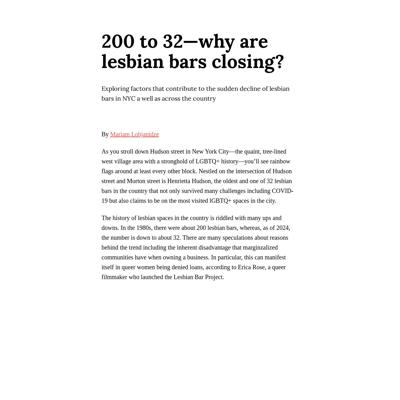 200 to 32—why are
lesbian bars closing?
Exploring factors that contribute to the sudden decline of lesbian
bars in NYC a well as across the country
By Mariam Lobjanidze
As you stroll down Hudson street in New York City—the quaint, tree-lined
west village area with a stronghold of LGBTQ+ history—you’ll see rainbow
flags around at least every other block. Nestled on the intersection of Hudson
street and Morton street is Henrietta Hudson, the oldest and one of 32 lesbian
bars in the country that not only survived many challenges including COVID-
19 but also claims to be on the most visited lGBTQ+ spaces in the city.
The history of lesbian spaces in the country is riddled with many ups and
downs. In the 1980s, there were about 200 lesbian bars, whereas, as of 2024,
the number is down to about 32. There are many speculations about reasons
behind the trend including the inherent disadvantage that marginzalized
communities have when owning a business. In particular, this can manifest
itself in queer women being denied loans, according to Erica Rose, a queer
filmmaker who launched the Lesbian Bar Project.